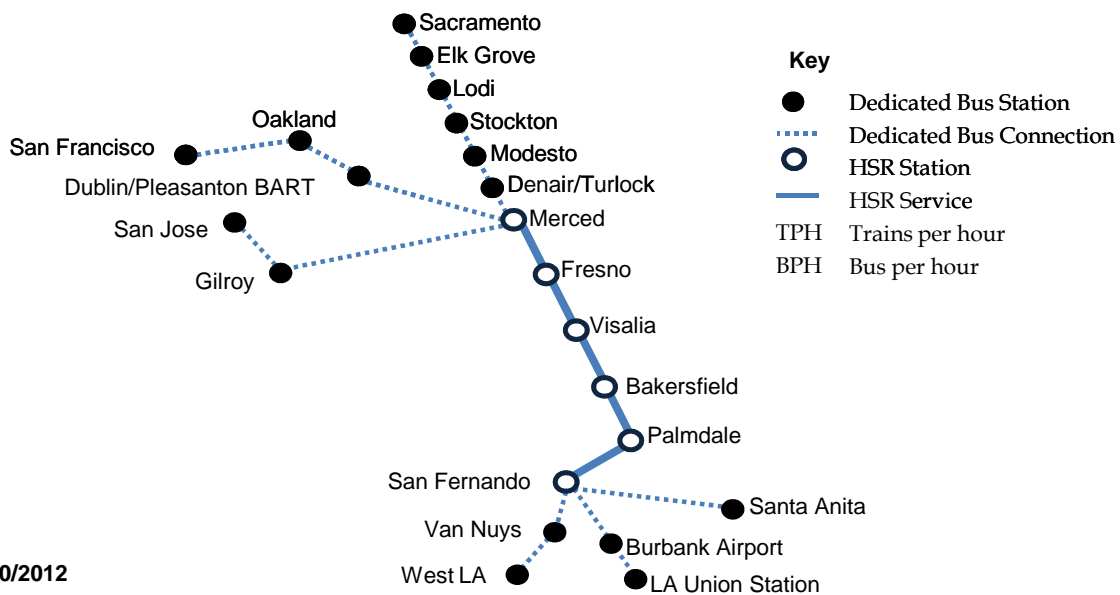 Sacramento
Elk Grove
Lodi
Stockton
Modesto
Denair/Turlock
Oakland
San Francisco
Dublin/Pleasanton BART
San Jose
Gilroy
Merced
Fresno
Visalia
Bakersfield
Palmdale
San Fernando
Santa Anita
Van Nuys
Burbank Airport
West LA
LA Union Station
Key
Dedicated Bus Station
Dedicated Bus Connection
HSR Station
HSR Service
TPH Trains per hour
BPH Bus per hour
0/2012